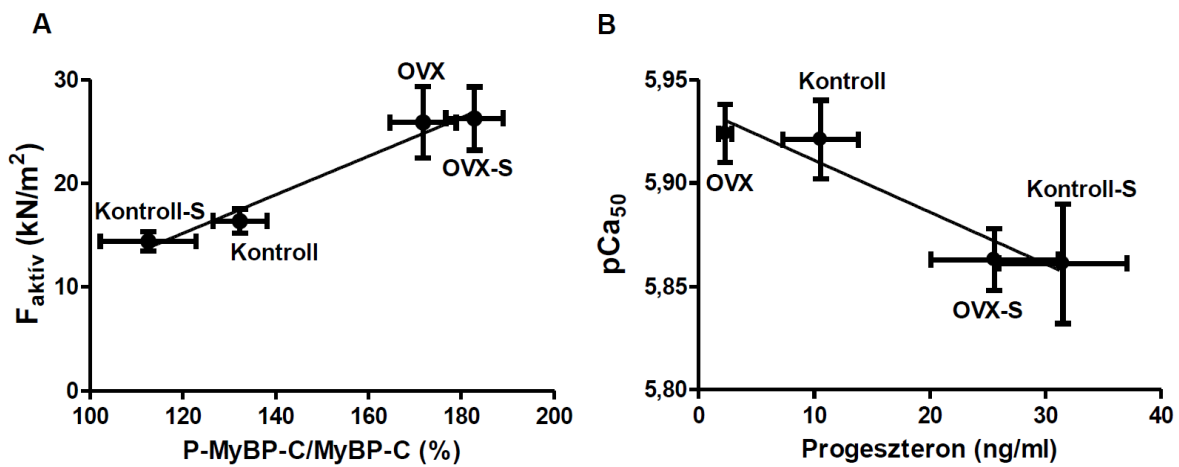 A
F aktív (kN/m²)
30
20
10
0
100 120 140 160 180 200
P-MyBP-C/MyBP-C (%)
OVX
OVX-S
Kontroll-S
Kontroll
B
pCa₅₀
5,95
5,90
5,85
5,80
0 10 20 30 40
Progeszteron (ng/ml)
Kontroll
OVX
Kontroll-S
OVX-S